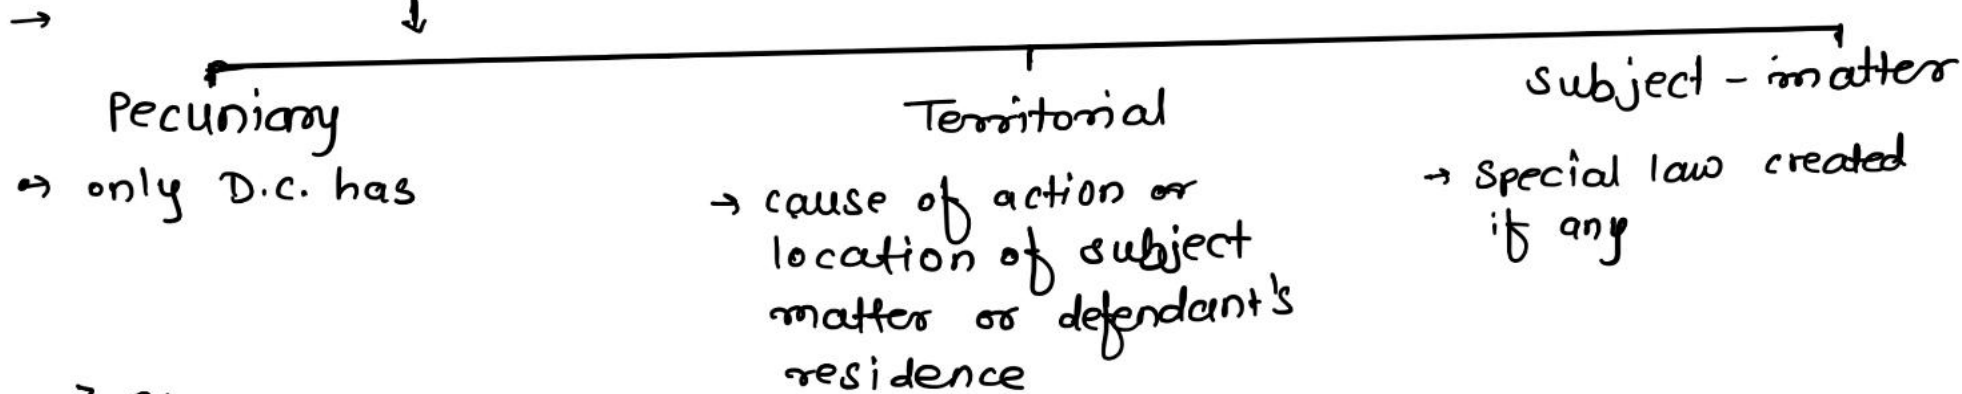 → ↓
Pecuniary
Territorial
subject - matter
→ only D.C. has
→ cause of action or
location of subject
matter or defendant's
residence
→ special law created
if any